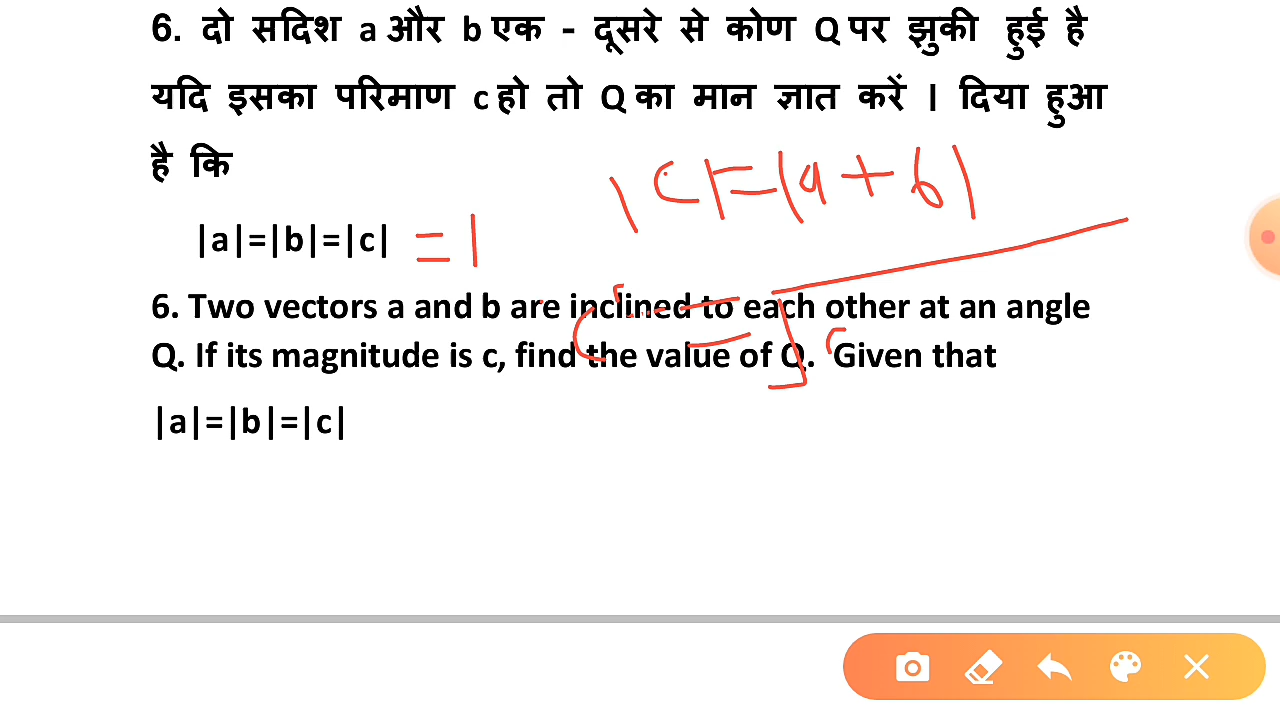 6. दो सदिश a और b एक - दूसरे से कोण Q पर झुकी हुई है
यदि इसका परिमाण c हो तो Q का मान ज्ञात करें । दिया हुआ
है कि
|c|=|a+b|
|a|=|b|=|c| =1
6. Two vectors a and b are inclined to each other at an angle
Q. If its magnitude is c, find the value of Q. Given that
|a|=|b|=|c|